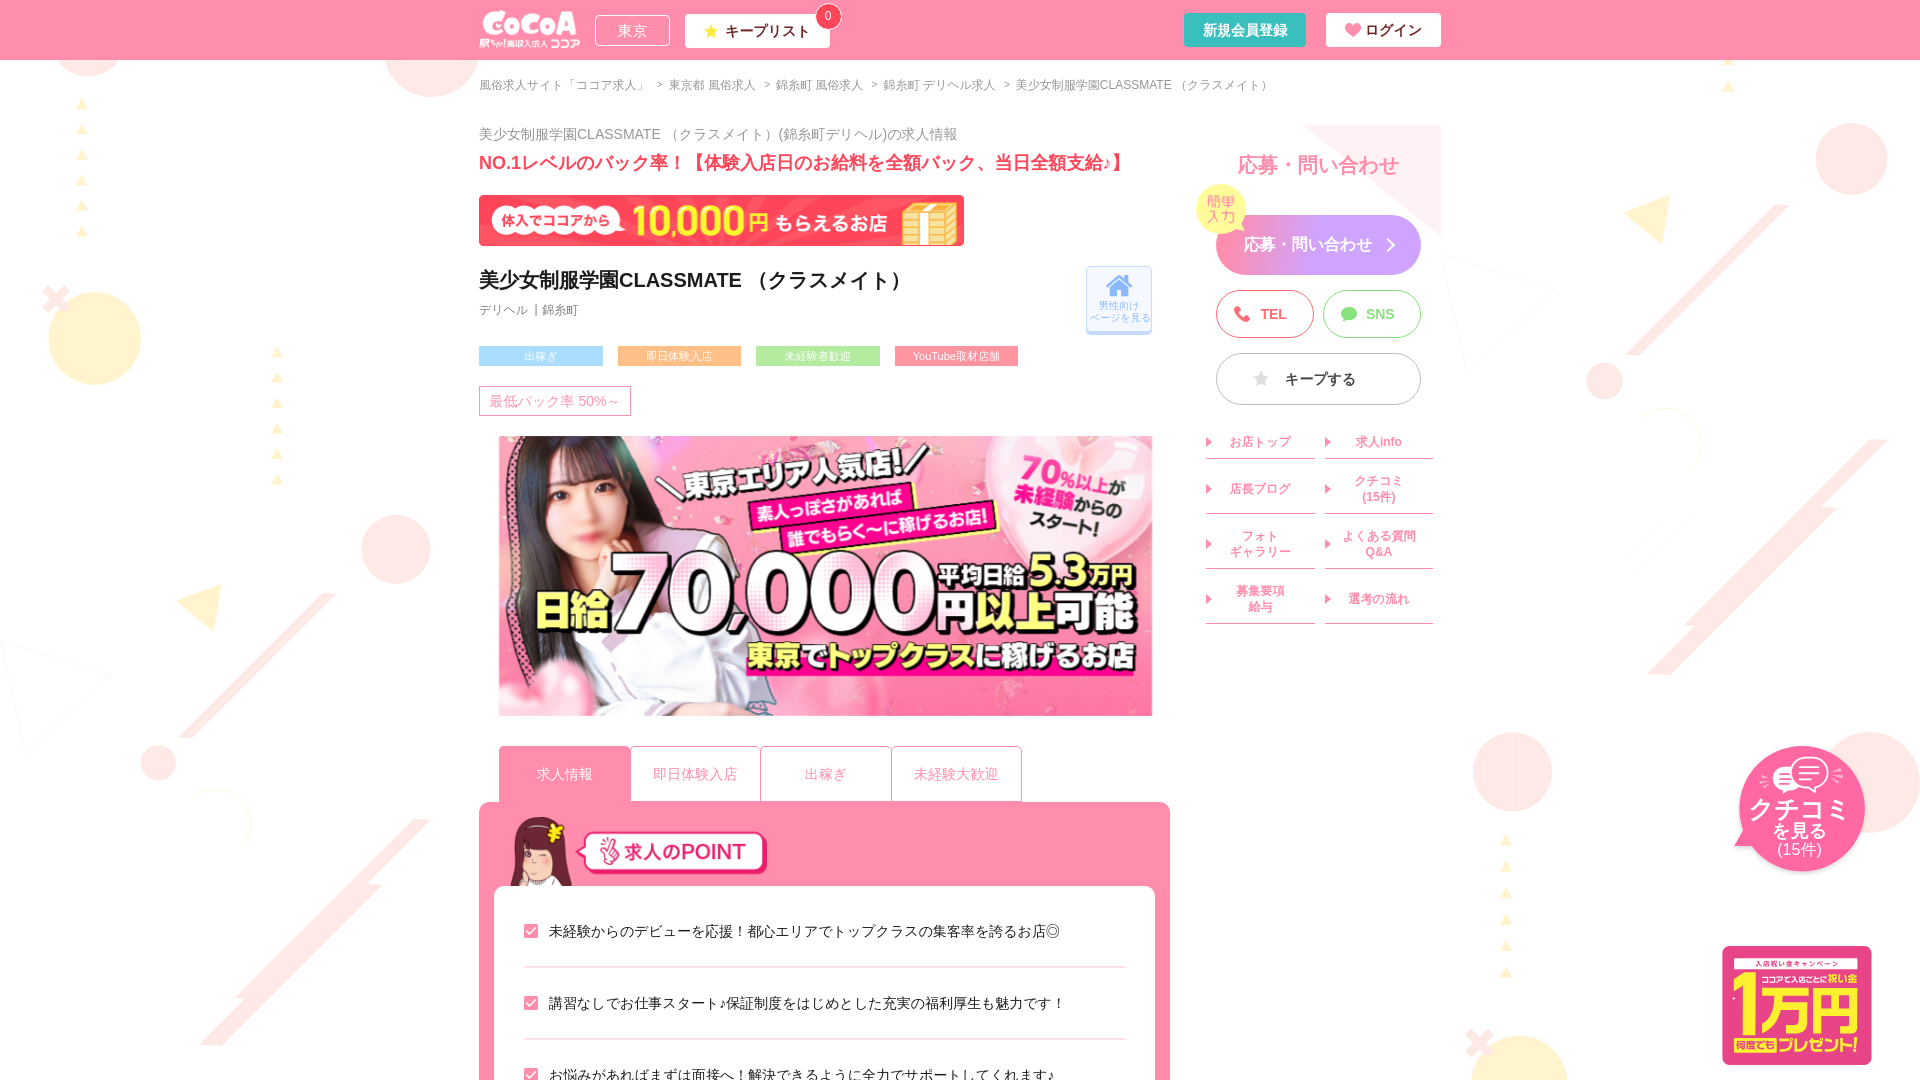 COCOA
駅ちか!高収入求人 ココア
東京
キープリスト
0
新規会員登録
ログイン
風俗求人サイト「ココア求人」 > 東京都 風俗求人 > 錦糸町 風俗求人 > 錦糸町 デリヘル求人 > 美少女制服学園CLASSMATE （クラスメイト）
美少女制服学園CLASSMATE （クラスメイト）(錦糸町デリヘル)の求人情報
NO.1レベルのバック率！【体験入店日のお給料を全額バック、当日全額支給♪】
体入でココアから 10,000円 もらえるお店
美少女制服学園CLASSMATE （クラスメイト）
デリヘル｜錦糸町
男性向け
ページを見る
出稼ぎ
即日体験入店
未経験者歓迎
YouTube取材店舗
最低バック率 50%～
東京エリア人気店!
素人っぽさがあれば
誰でもらく〜に稼げるお店!
70%以上が
未経験からの
スタート!
日給70,000円以上可能
平均日給5.3万円
東京でトップクラスに稼げるお店
求人情報
即日体験入店
出稼ぎ
未経験大歓迎
求人のPOINT
未経験からのデビューを応援！都心エリアでトップクラスの集客率を誇るお店◎
講習なしでお仕事スタート♪保証制度をはじめとした充実の福利厚生も魅力です！
お悩みがあればまずは面接へ！解決できるように全力でサポートしてくれます♪
応募・問い合わせ
簡単
入力
応募・問い合わせ
TEL
SNS
キープする
お店トップ
求人info
店長ブログ
クチコミ
(15件)
フォト
ギャラリー
よくある質問
Q&A
募集要項
給与
選考の流れ
クチコミ
を見る
(15件)
入店祝い金キャンペーン
ココアで入店ごとに祝い金
1万円
何度でもプレゼント!